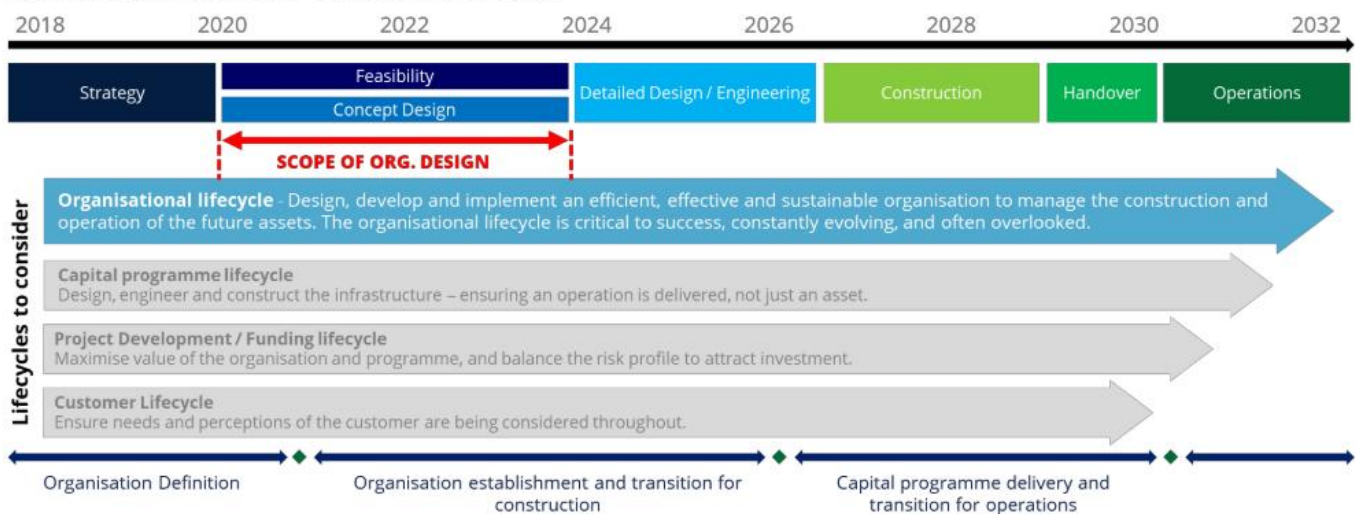 2018 2020 2022 2024 2026 2028 2030 2032
Strategy
Feasibility
Concept Design
Detailed Design / Engineering
Construction
Handover
Operations
SCOPE OF ORG. DESIGN
Lifecycles to consider
Organisational lifecycle - Design, develop and implement an efficient, effective and sustainable organisation to manage the construction and
operation of the future assets. The organisational lifecycle is critical to success, constantly evolving, and often overlooked.
Capital programme lifecycle
Design, engineer and construct the infrastructure – ensuring an operation is delivered, not just an asset.
Project Development / Funding lifecycle
Maximise value of the organisation and programme, and balance the risk profile to attract investment.
Customer Lifecycle
Ensure needs and perceptions of the customer are being considered throughout.
Organisation Definition
Organisation establishment and transition for
construction
Capital programme delivery and
transition for operations